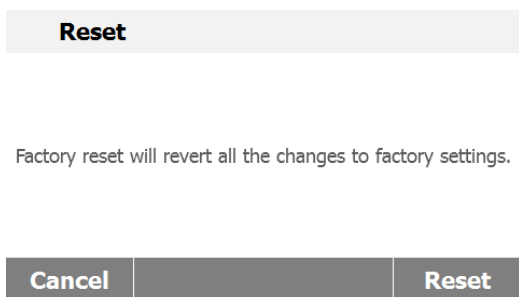 Reset
Factory reset will revert all the changes to factory settings.
Cancel Reset